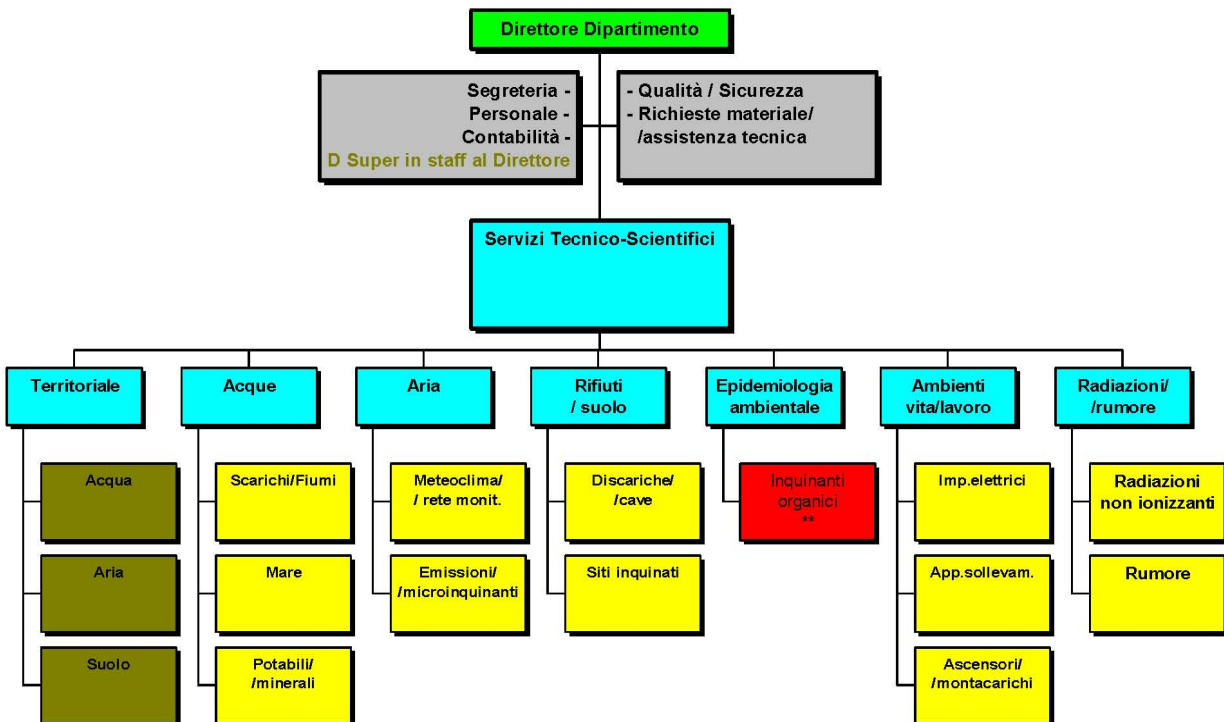 Direttore Dipartimento
Segreteria -
Personale -
Contabilità -
D Super in staff al Direttore
- Qualità / Sicurezza
- Richieste materiale/
/assistenza tecnica
Servizi Tecnico-Scientifici
Territoriale
Acque
Aria
Rifiuti
/ suolo
Epidemiologia
ambientale
Ambienti
vita/lavoro
Radiazioni/
/rumore
Acqua
Aria
Suolo
Scarichi/Fiumi
Mare
Potabili/
/minerali
Meteoclima/
/ rete monit.
Emissioni/
/microinquinanti
Discariche/
/cave
Siti inquinati
Inquinanti
organici
**
Imp.elettrici
App.sollevam.
Ascensori/
/montacarichi
Radiazioni
non ionizzanti
Rumore